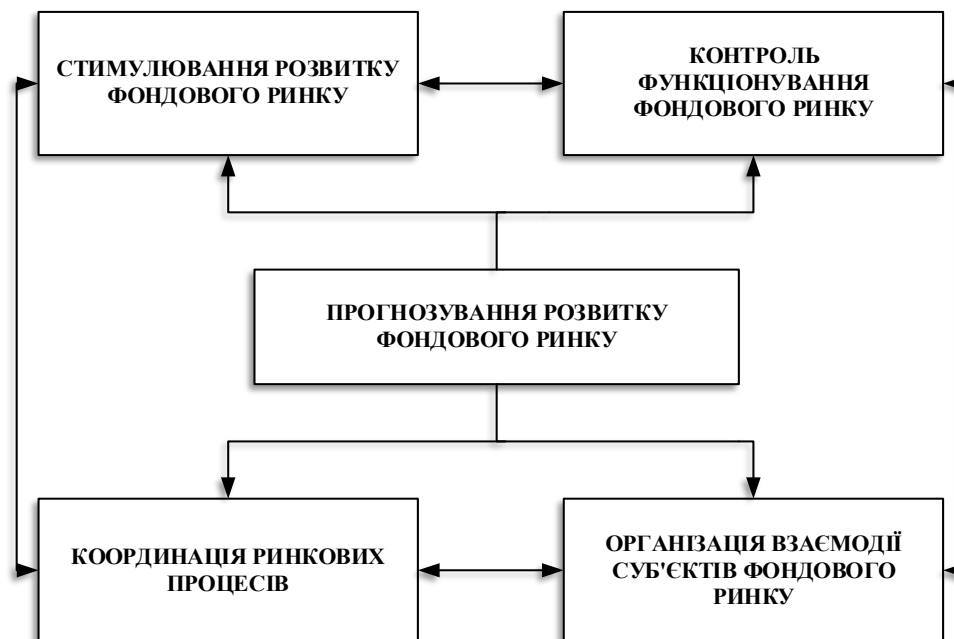 СТИМУЛЮВАННЯ РОЗВИТКУ
ФОНДОВОГО РИНКУ
КОНТРОЛЬ
ФУНКЦІОНУВАННЯ
ФОНДОВОГО РИНКУ
ПРОГНОЗУВАННЯ РОЗВИТКУ
ФОНДОВОГО РИНКУ
КООРДИНАЦІЯ РИНКОВИХ
ПРОЦЕСІВ
ОРГАНІЗАЦІЯ ВЗАЄМОДІЇ
СУБ'ЄКТІВ ФОНДОВОГО
РИНКУ